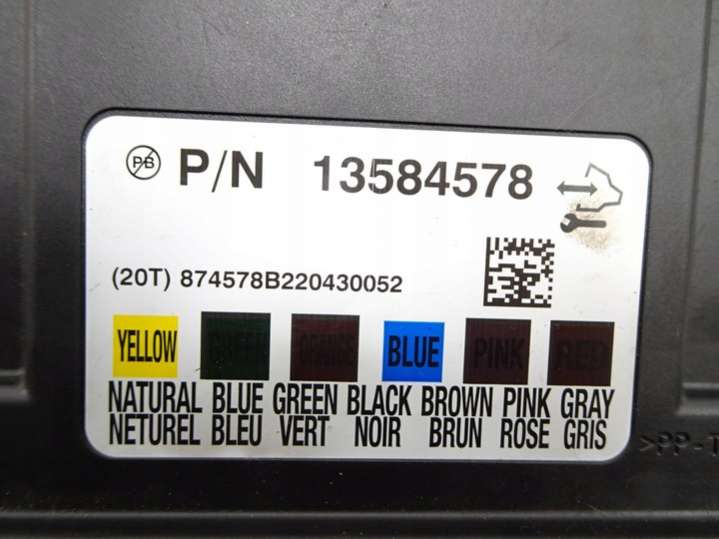 PB P/N 13584578
(20T) 874578B220430052
YELLOW GREEN ORANGE BLUE PINK RED
NATURAL BLUE GREEN BLACK BROWN PINK GRAY
NETUREL BLEU VERT NOIR BRUN ROSE GRIS
>PP-T